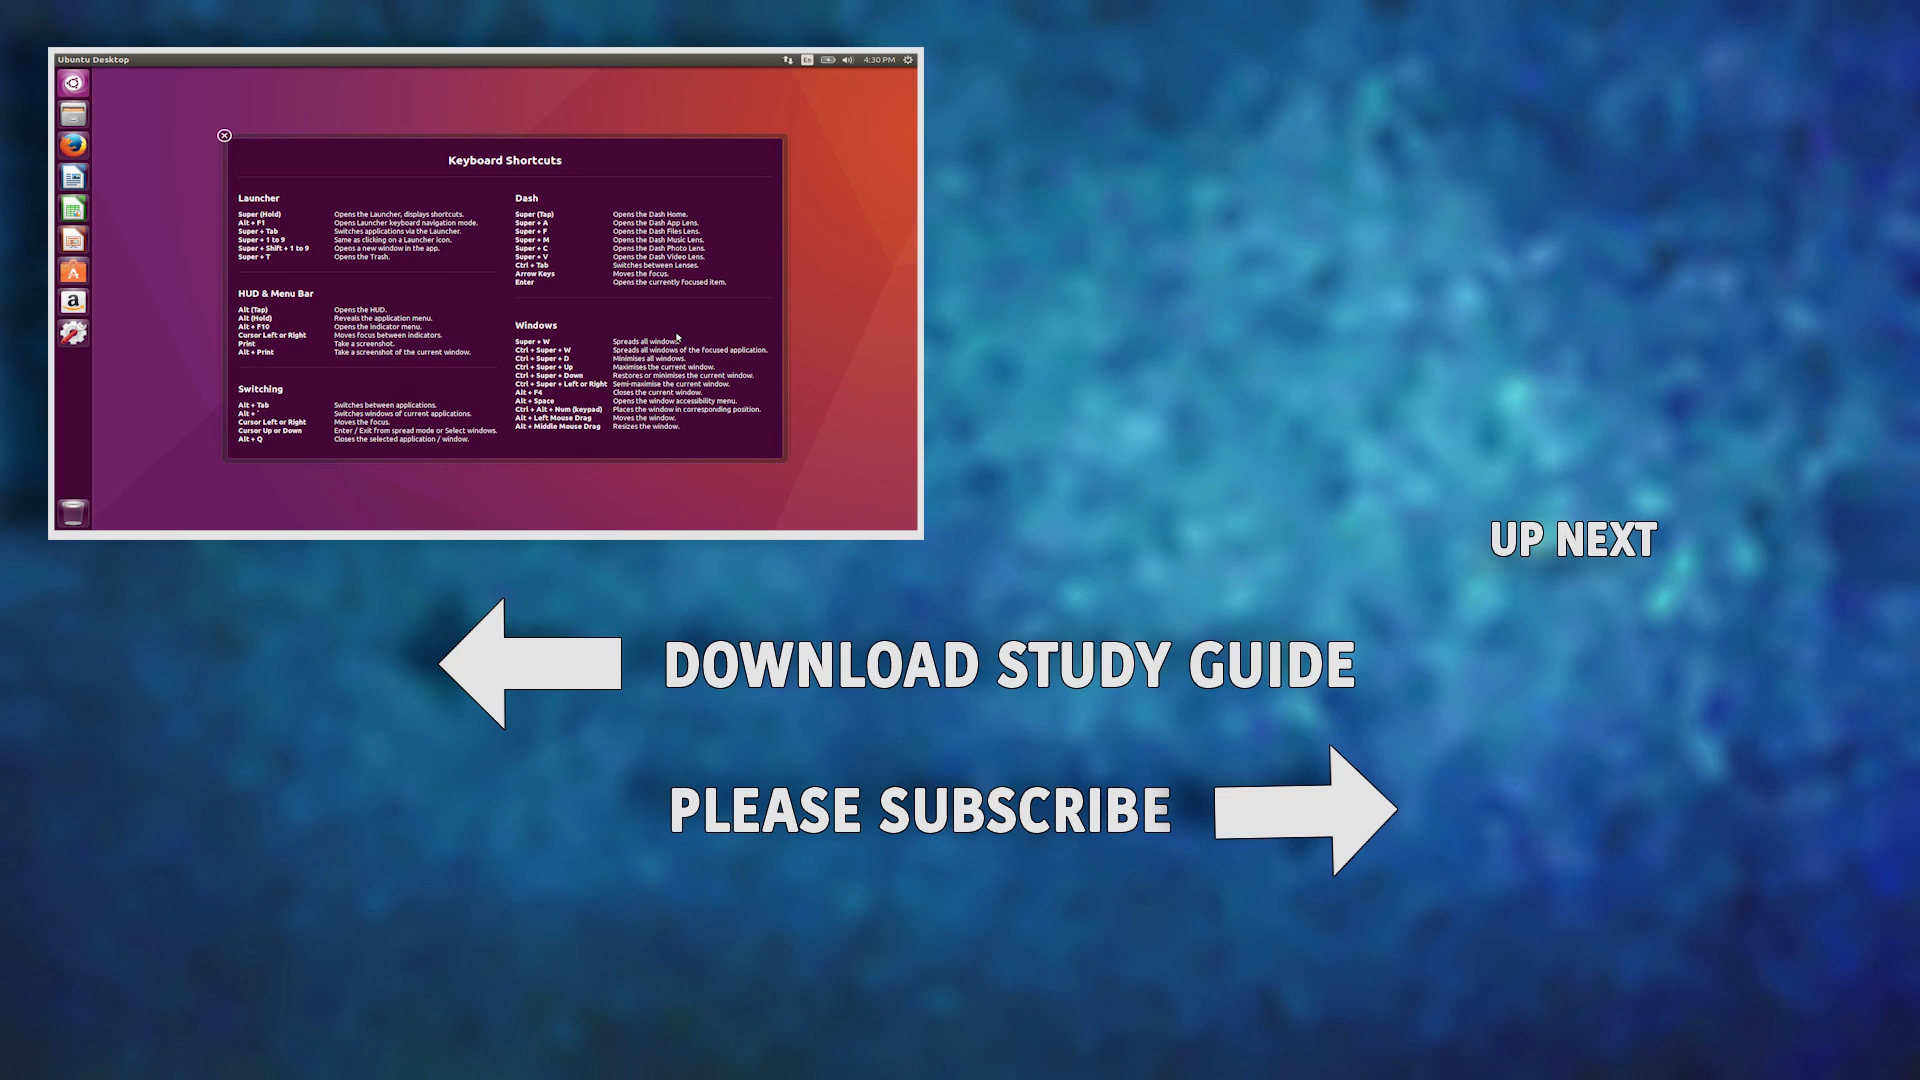 Ubuntu Desktop
En
4:30 PM
Keyboard Shortcuts
Launcher
Super (Hold) Opens the Launcher, displays shortcuts.
Alt + F1 Opens Launcher keyboard navigation mode.
Super + Tab Switches applications via the Launcher.
Super + 1 to 9 Same as clicking on a Launcher icon.
Super + Shift + 1 to 9 Opens a new window in the app.
Super + T Opens the Trash.
HUD & Menu Bar
Alt (Tap) Opens the HUD.
Alt (Hold) Reveals the application menu.
Alt + F10 Opens the indicator menu.
Cursor Left or Right Moves focus between indicators.
Print Take a screenshot.
Alt + Print Take a screenshot of the current window.
Switching
Alt + Tab Switches between applications.
Alt + ` Switches windows of current applications.
Cursor Left or Right Moves the focus.
Cursor Up or Down Enter / Exit from spread mode or Select windows.
Alt + Q Closes the selected application / window.
Dash
Super (Tap) Opens the Dash Home.
Super + A Opens the Dash App Lens.
Super + F Opens the Dash Files Lens.
Super + M Opens the Dash Music Lens.
Super + C Opens the Dash Photo Lens.
Super + V Opens the Dash Video Lens.
Ctrl + Tab Switches between Lenses.
Arrow Keys Moves the focus.
Enter Opens the currently focused item.
Windows
Super + W Spreads all windows.
Ctrl + Super + W Spreads all windows of the focused application.
Ctrl + Super + D Minimises all windows.
Ctrl + Super + Up Maximises the current window.
Ctrl + Super + Down Restores or minimises the current window.
Ctrl + Super + Left or Right Semi-maximise the current window.
Alt + F4 Closes the current window.
Alt + Space Opens the window accessibility menu.
Ctrl + Alt + Num (keypad) Places the window in corresponding position.
Alt + Left Mouse Drag Moves the window.
Alt + Middle Mouse Drag Resizes the window.
UP NEXT
DOWNLOAD STUDY GUIDE
PLEASE SUBSCRIBE